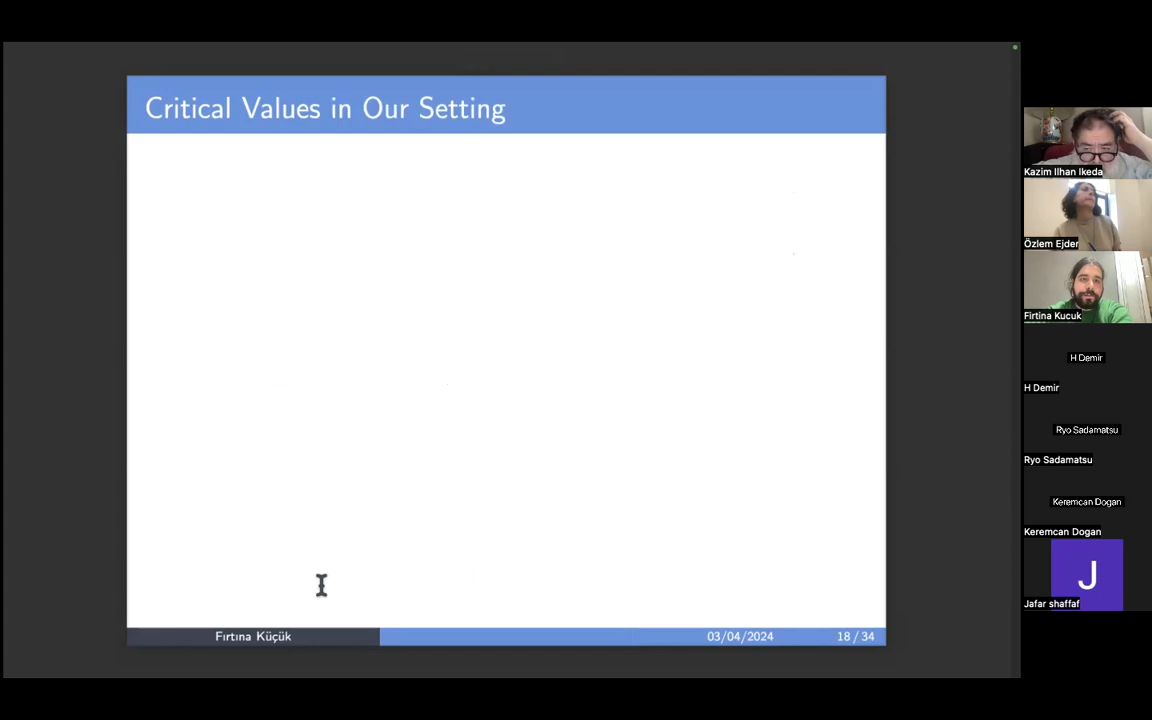 Critical Values in Our Setting
Fırtına Küçük
03/04/2024
18 / 34
Kazim Ilhan Ikeda
Özlem Ejder
Firtina Kucuk
H Demir
H Demir
Ryo Sadamatsu
Ryo Sadamatsu
Keremcan Dogan
Keremcan Dogan
J
Jafar shaffaf